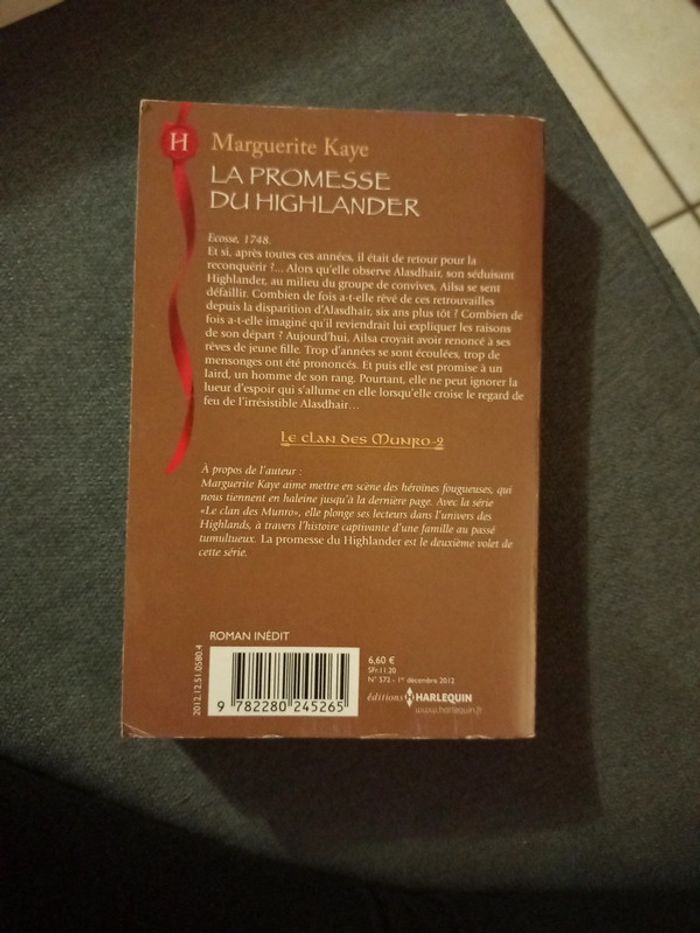 H
Marguerite Kaye
LA PROMESSE
DU HIGHLANDER
Ecosse, 1748.
Et si, après toutes ces années, il était de retour pour la
reconquérir ?... Alors qu'elle observe Alasdhair, son séduisant
Highlander, au milieu du groupe de convives, Ailsa se sent
défaillir. Combien de fois a-t-elle rêvé de ces retrouvailles
depuis la disparition d'Alasdhair, six ans plus tôt ? Combien de
fois a-t-elle imaginé qu'il reviendrait lui expliquer les raisons
de son départ ? Aujourd'hui, Ailsa croyait avoir renoncé à ses
rêves de jeune fille. Trop d'années se sont écoulées, trop de
mensonges ont été prononcés. Et puis elle est promise à un
laird, un homme de son rang. Pourtant, elle ne peut ignorer la
lueur d'espoir qui s'allume en elle lorsqu'elle croise le regard de
feu de l'irrésistible Alasdhair…
LE CLAN DES MUNRO-2
À propos de l'auteur :
Marguerite Kaye aime mettre en scène des héroïnes fougueuses, qui
nous tiennent en haleine jusqu'à la dernière page. Avec la série
«Le clan des Munro», elle plonge ses lecteurs dans l'univers des
Highlands, à travers l'histoire captivante d'une famille au passé
tumultueux. La promesse du Highlander est le deuxième volet de
cette série.
ROMAN INÉDIT
2012.12.51.0580.4
9 782280 245265
6,60 €
SFr.11.20
N° 572 - 1er décembre 2012
éditions H HARLEQUIN
www.harlequin.fr